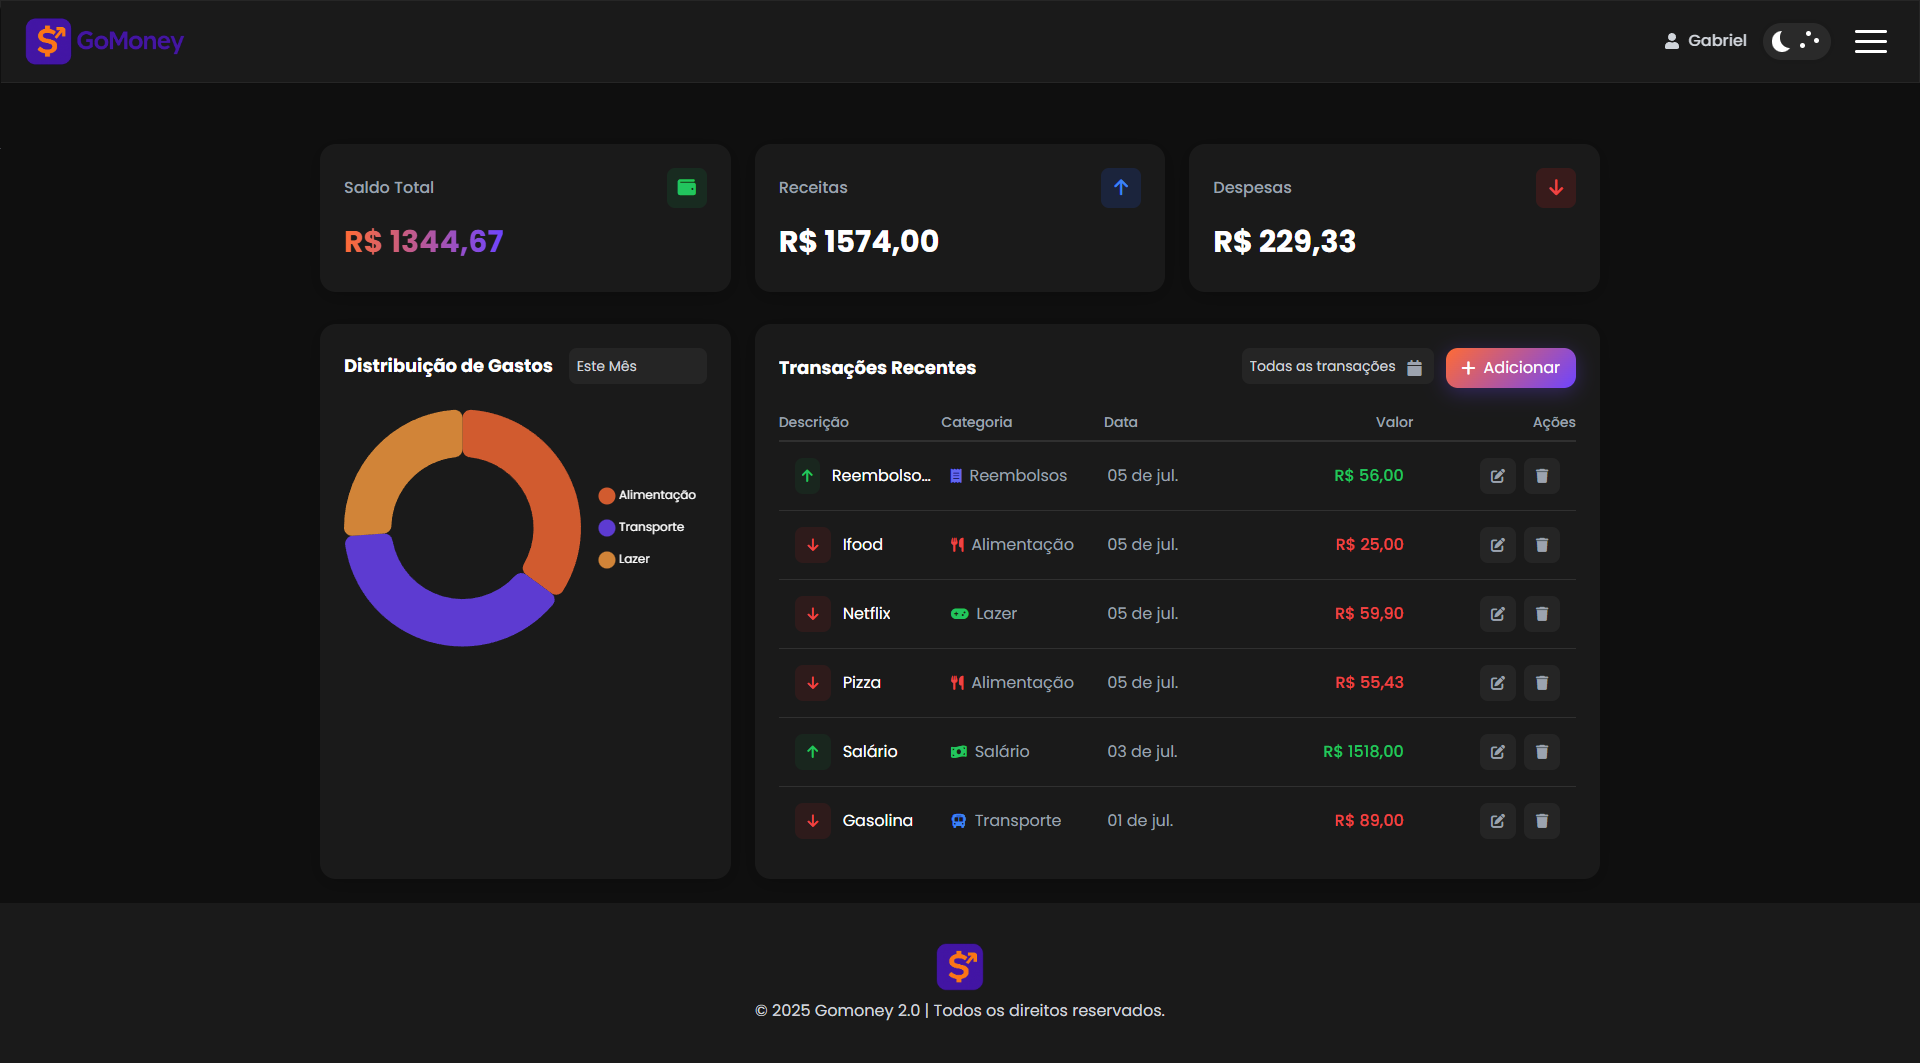 GoMoney
Gabriel
Saldo Total
R$ 1344,67
Receitas
R$ 1574,00
Despesas
R$ 229,33
Distribuição de Gastos
Este Mês
Alimentação
Transporte
Lazer
Transações Recentes
Todas as transações
+ Adicionar
Descrição Categoria Data Valor Ações
Reembolso... Reembolsos 05 de jul. R$ 56,00
Ifood Alimentação 05 de jul. R$ 25,00
Netflix Lazer 05 de jul. R$ 59,90
Pizza Alimentação 05 de jul. R$ 55,43
Salário Salário 03 de jul. R$ 1518,00
Gasolina Transporte 01 de jul. R$ 89,00
© 2025 Gomoney 2.0 | Todos os direitos reservados.